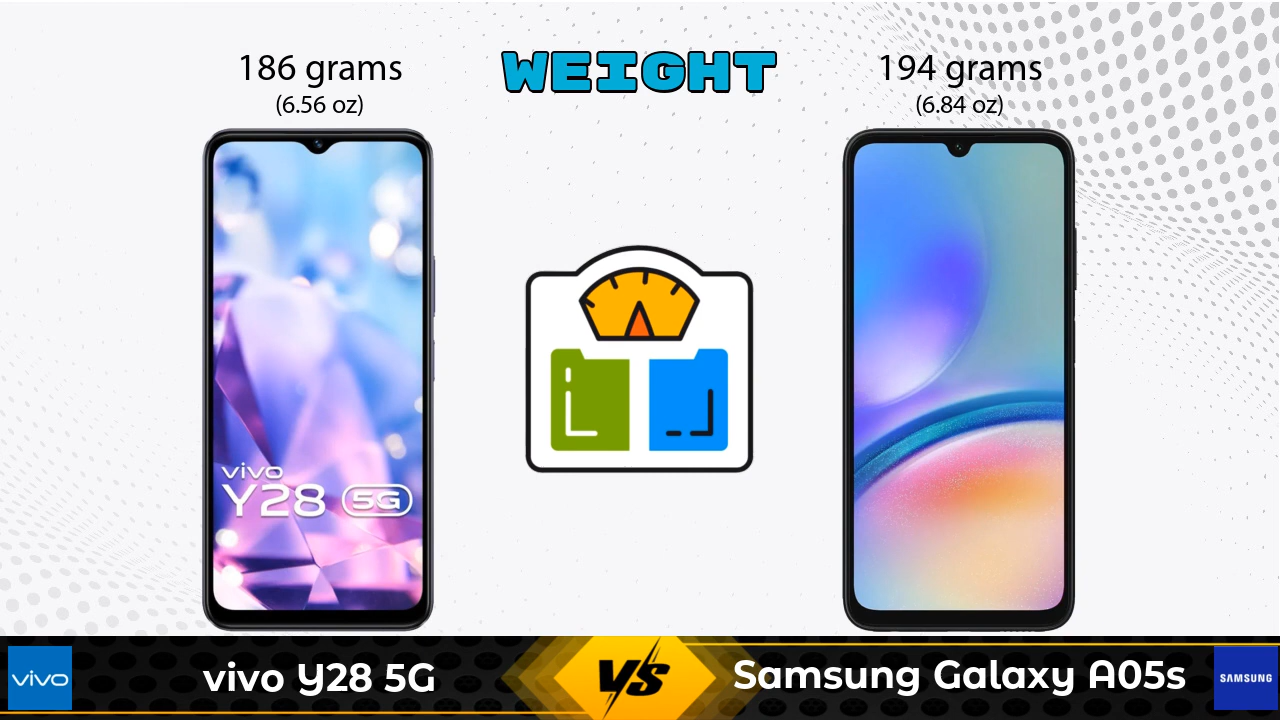 WEIGHT
186 grams
(6.56 oz)
194 grams
(6.84 oz)
vivo
Y28 5G
vivo
vivo Y28 5G
VS
Samsung Galaxy A05s
SAMSUNG